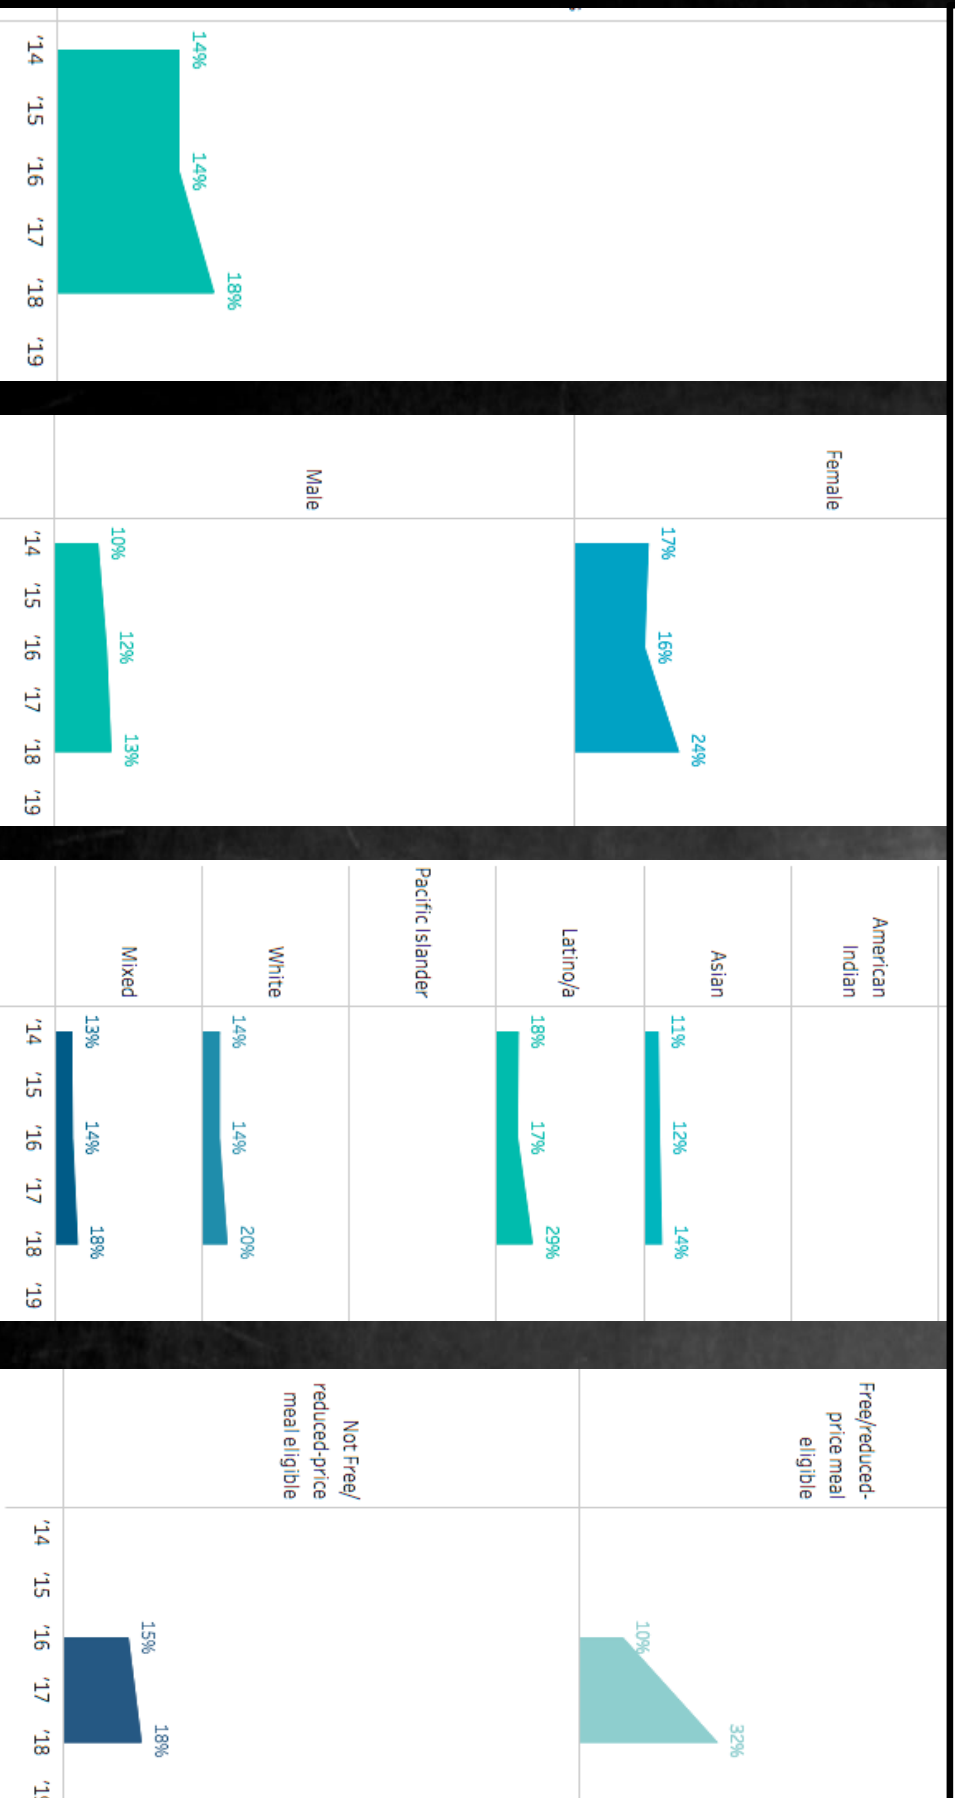 14% 14% 18%
'14 '15 '16 '17 '18 '19
Female
17% 16% 24%
Male
10% 12% 13%
'14 '15 '16 '17 '18 '19
American
Indian
Asian
11% 12% 14%
Latino/a
18% 17% 29%
Pacific Islander
White
14% 14% 20%
Mixed
13% 14% 18%
'14 '15 '16 '17 '18 '19
Free/reduced-
price meal
eligible
10% 32%
Not Free/
reduced-price
meal eligible
15% 18%
'14 '15 '16 '17 '18